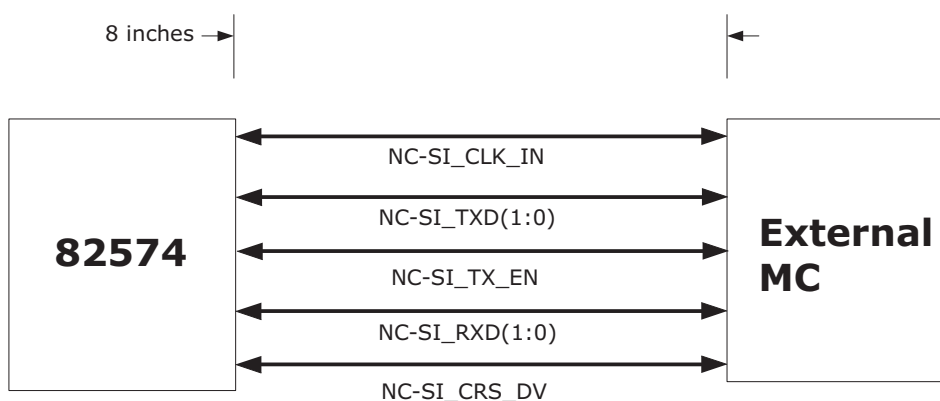 8 inches
NC-SI_CLK_IN
NC-SI_TXD(1:0)
82574
External
MC
NC-SI_TX_EN
NC-SI_RXD(1:0)
NC-SI_CRS_DV